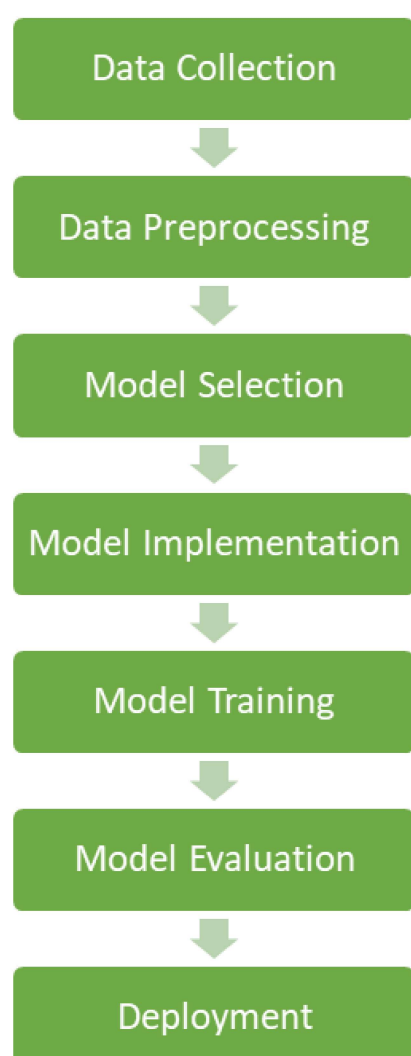 Data Collection
Data Preprocessing
Model Selection
Model Implementation
Model Training
Model Evaluation
Deployment